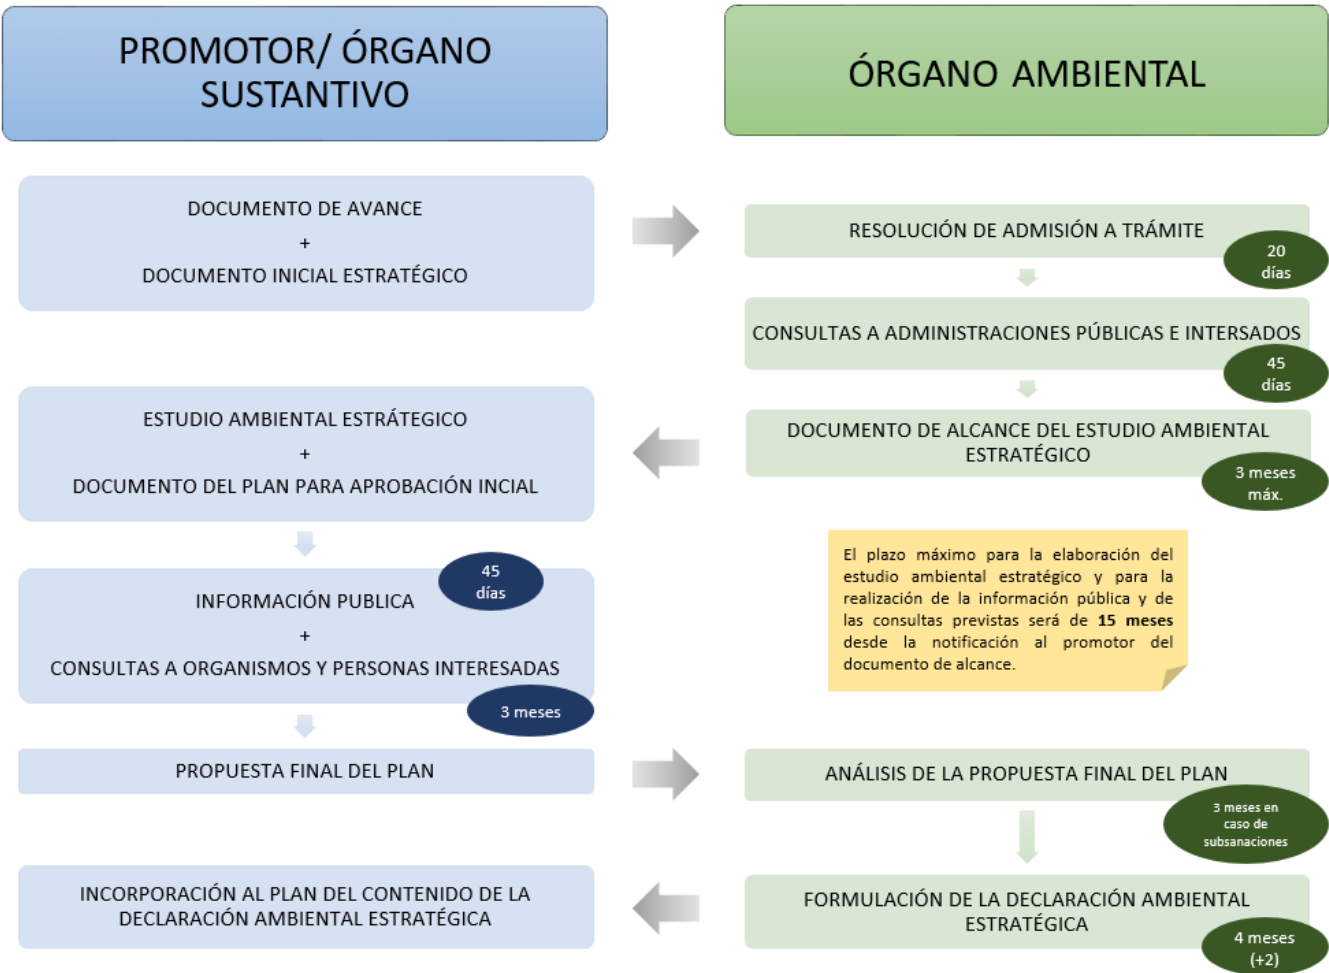 PROMOTOR/ ÓRGANO
SUSTANTIVO
ÓRGANO AMBIENTAL
DOCUMENTO DE AVANCE
+
DOCUMENTO INICIAL ESTRATÉGICO
RESOLUCIÓN DE ADMISIÓN A TRÁMITE
20
días
CONSULTAS A ADMINISTRACIONES PÚBLICAS E INTERSADOS
45
días
ESTUDIO AMBIENTAL ESTRÁTEGICO
+
DOCUMENTO DEL PLAN PARA APROBACIÓN INCIAL
DOCUMENTO DE ALCANCE DEL ESTUDIO AMBIENTAL
ESTRATÉGICO
3 meses
máx.
45
días
INFORMACIÓN PUBLICA
+
CONSULTAS A ORGANISMOS Y PERSONAS INTERESADAS
3 meses
El plazo máximo para la elaboración del
estudio ambiental estratégico y para la
realización de la información pública y de
las consultas previstas será de 15 meses
desde la notificación al promotor del
documento de alcance.
PROPUESTA FINAL DEL PLAN
ANÁLISIS DE LA PROPUESTA FINAL DEL PLAN
3 meses en
caso de
subsanaciones
INCORPORACIÓN AL PLAN DEL CONTENIDO DE LA
DECLARACIÓN AMBIENTAL ESTRATÉGICA
FORMULACIÓN DE LA DECLARACIÓN AMBIENTAL
ESTRATÉGICA
4 meses
(+2)